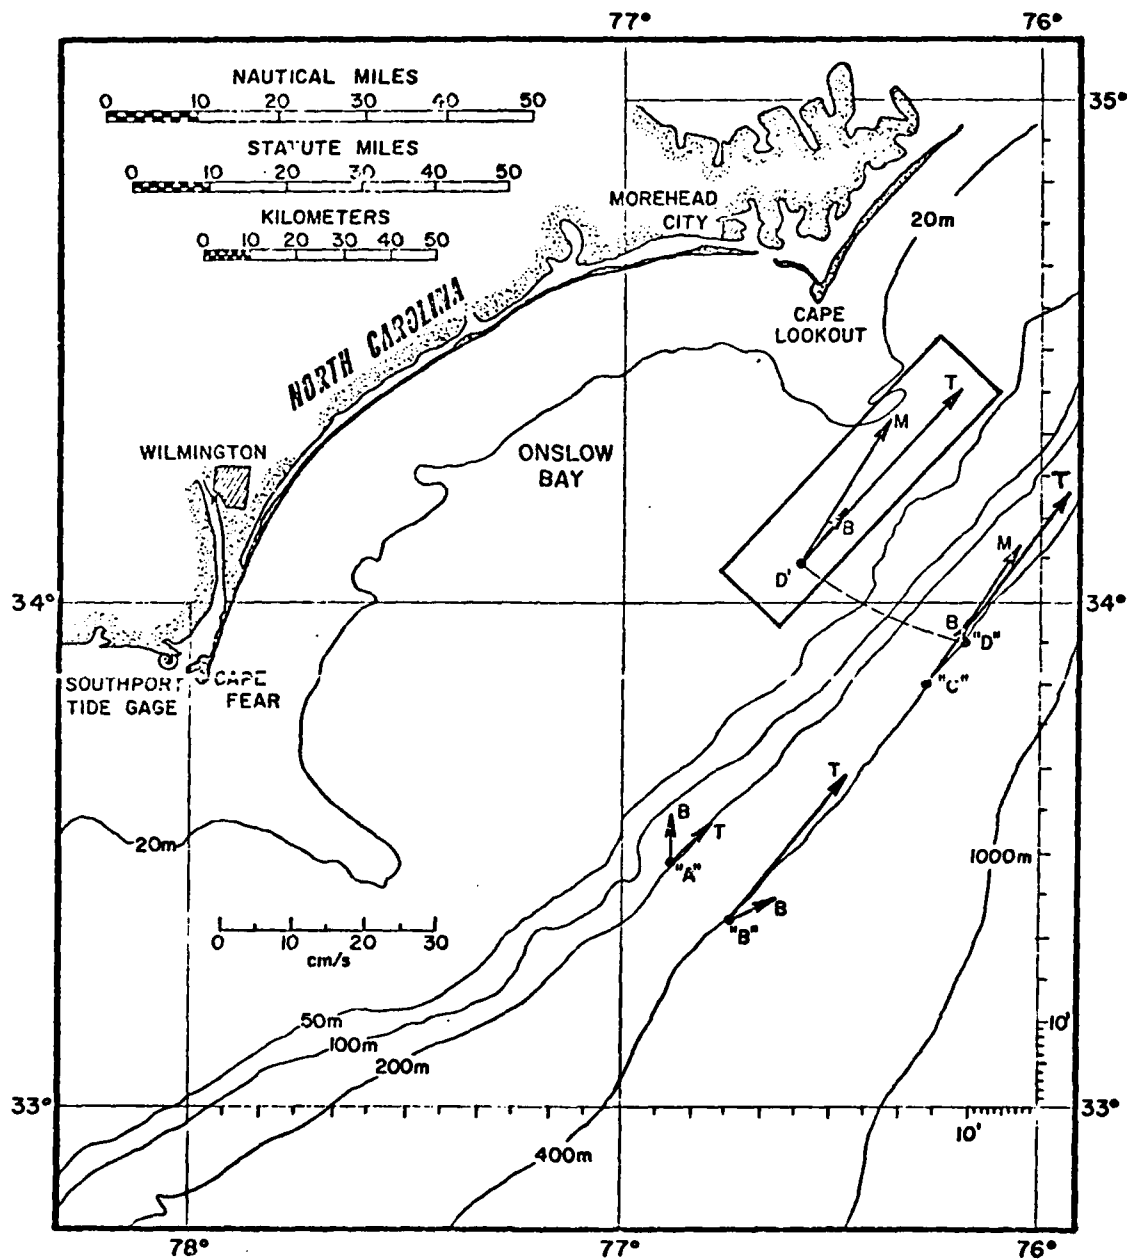 77° 76°
NAUTICAL MILES
0 10 20 30 40 50
STATUTE MILES
0 10 20 30 40 50
KILOMETERS
0 10 20 30 40 50
35°
MOREHEAD
CITY
20m
CAPE
LOOKOUT
NORTH CAROLINA
WILMINGTON
ONSLOW
BAY
T
M
B
D'
T
M
B
"D"
"C"
34° 34°
SOUTHPORT
TIDE GAGE
CAPE
FEAR
T
B
T
"A"
B
"B"
20m
1000m
0 10 20 30
cm/s
50m
100m
200m
400m
10'
10'
33° 33°
78° 77° 76°